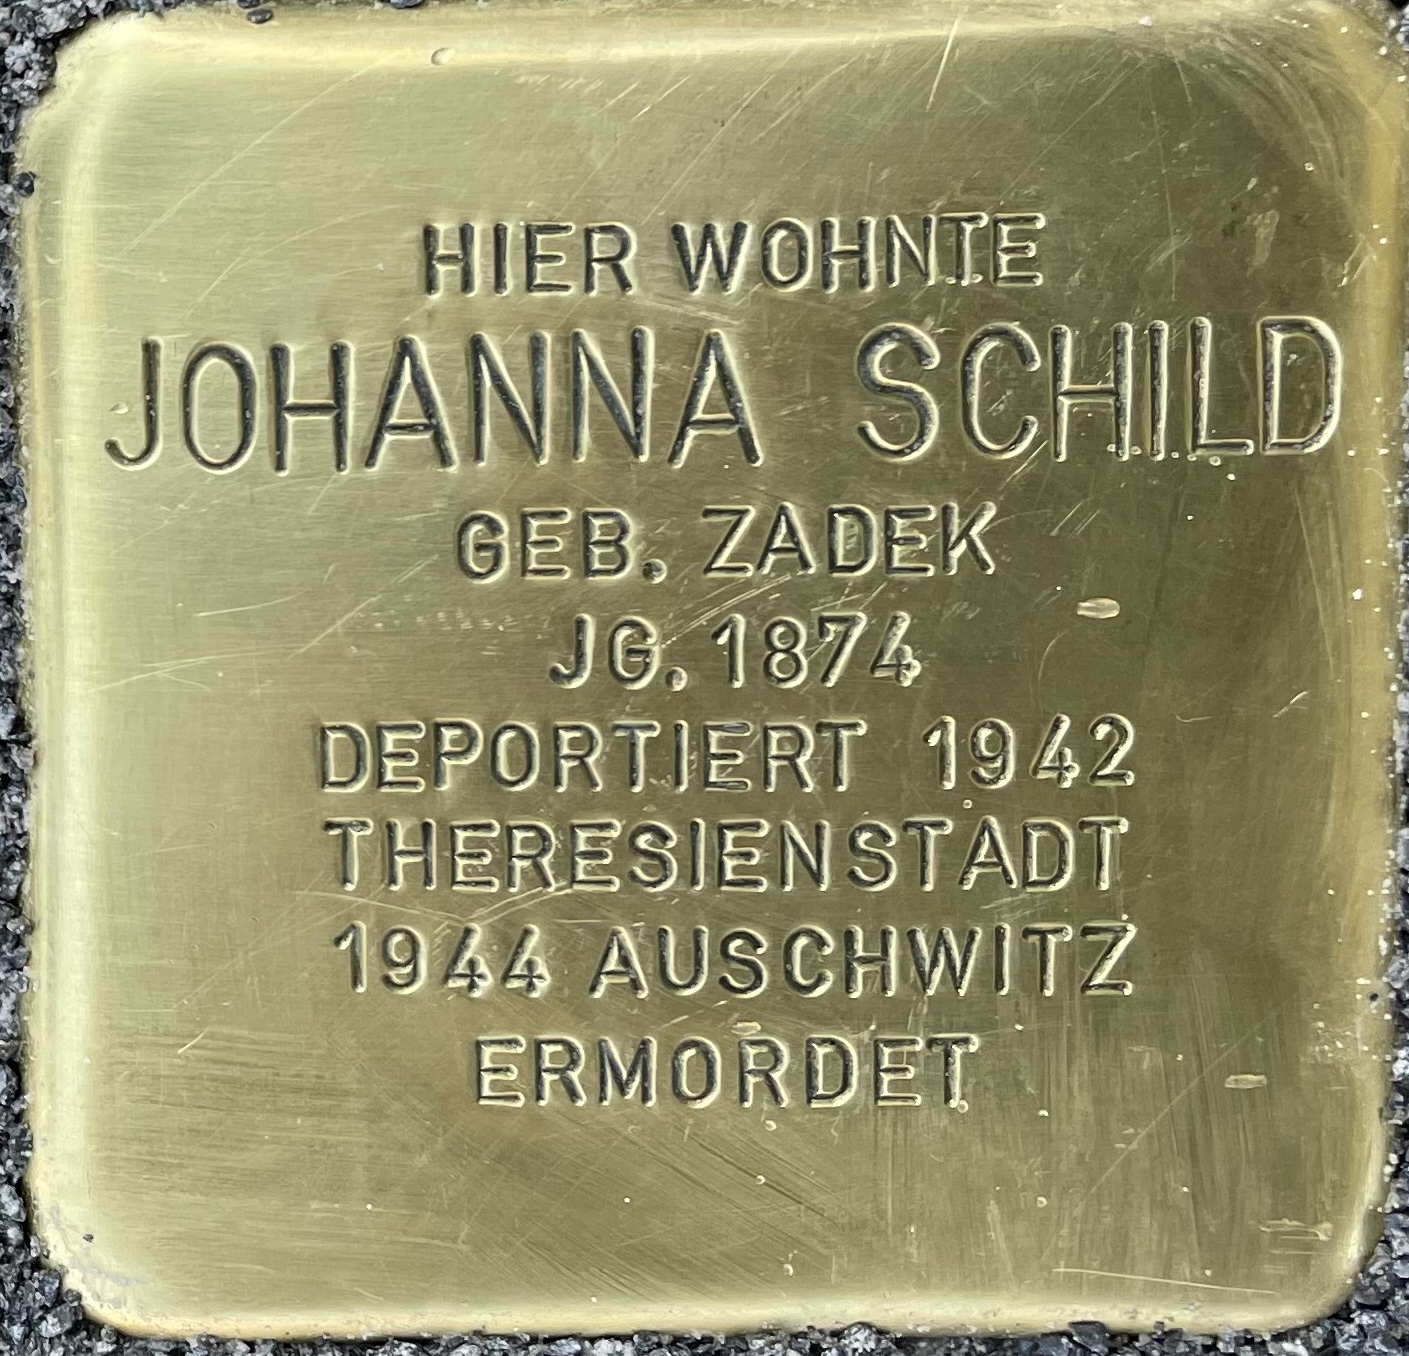 HIER WOHNTE
JOHANNA SCHILD
GEB. ZADEK
JG. 1874
DEPORTIERT 1942
THERESIENSTADT
1944 AUSCHWITZ
ERMORDET